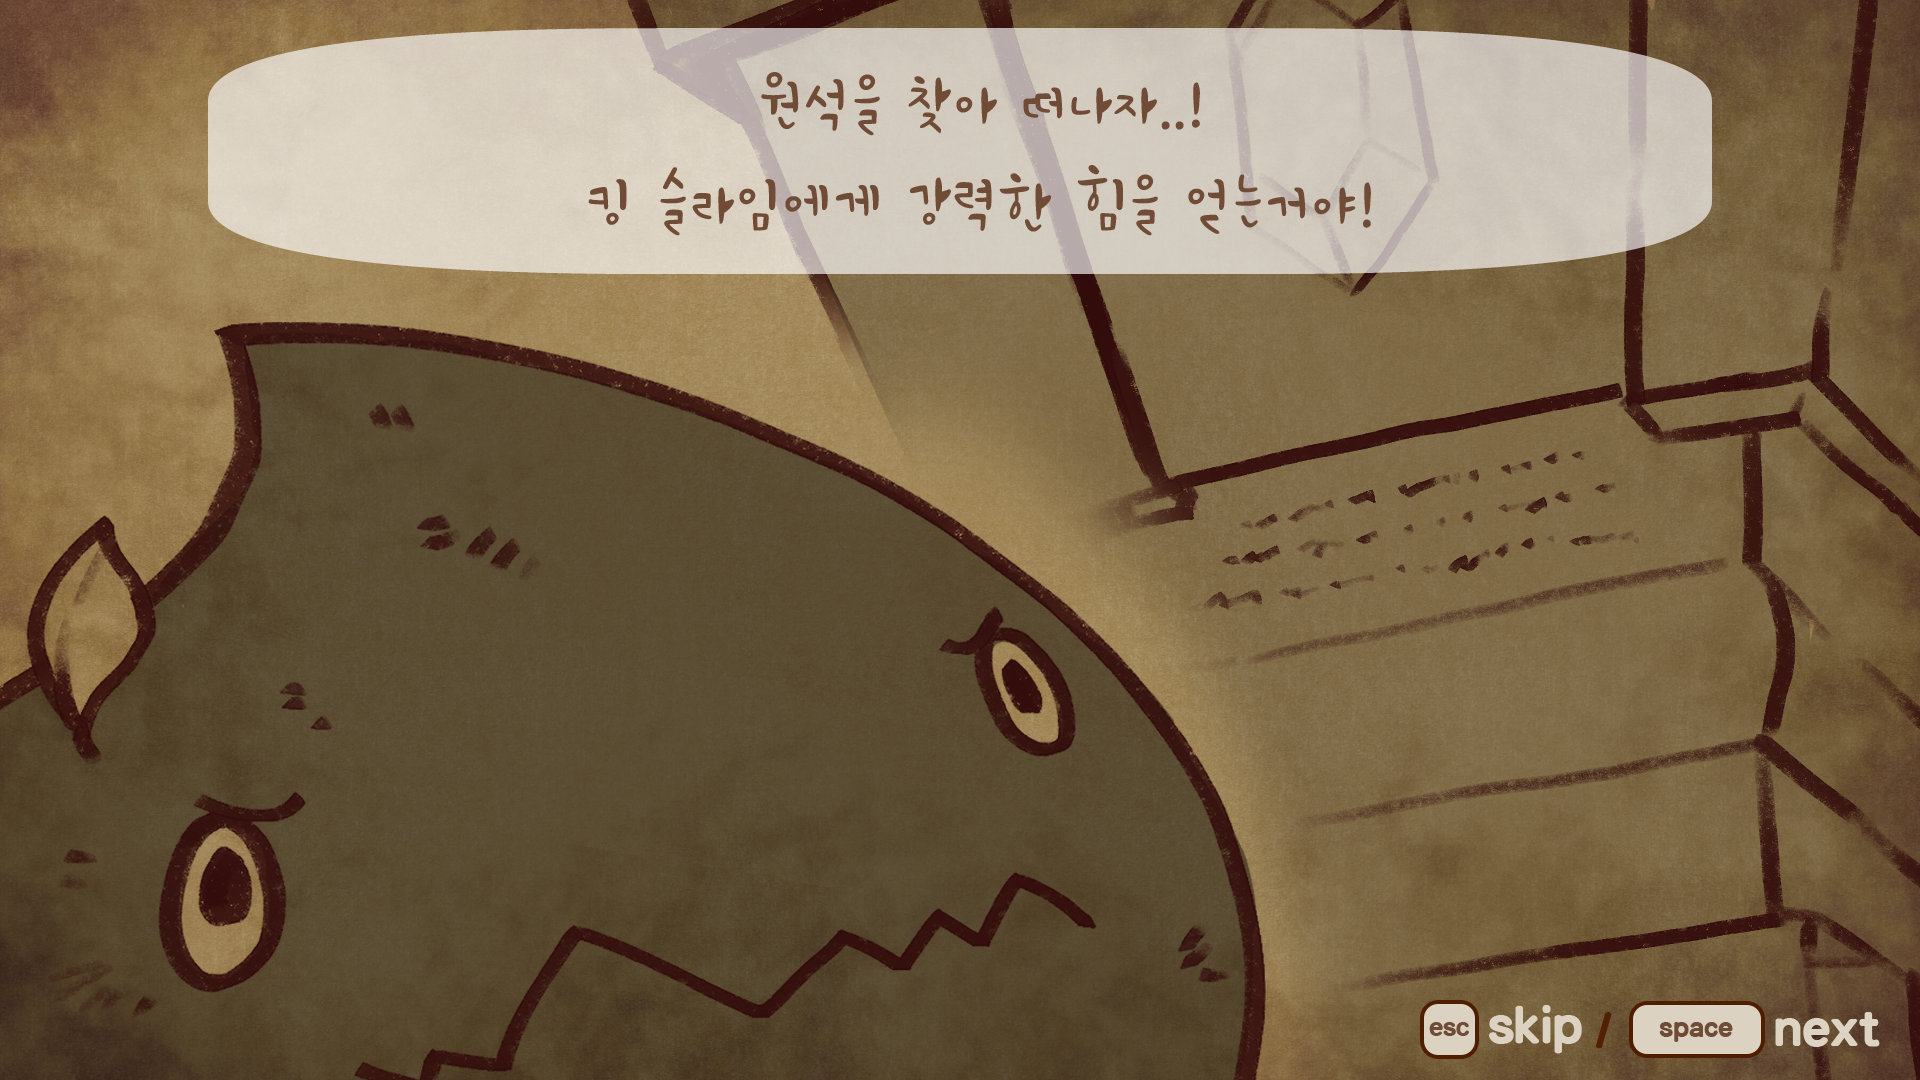 원석을 찾아 떠나자..!
킹 슬라임에게 강력한 힘을 얻는거야!
esc skip / space next